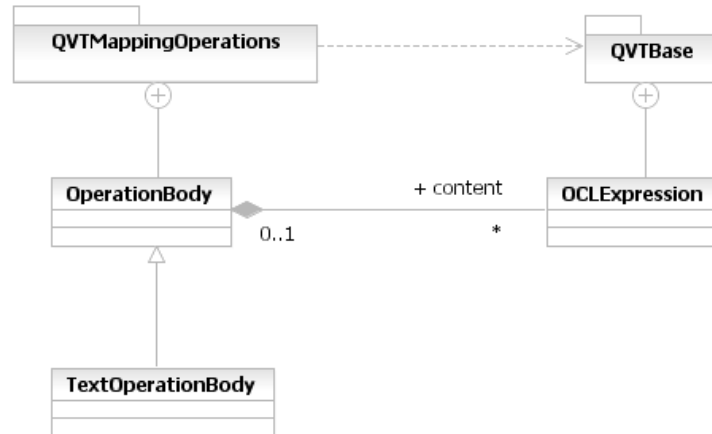 QVTMappingOperations
QVTBase
OperationBody
+ content
OCLExpression
0..1
*
TextOperationBody